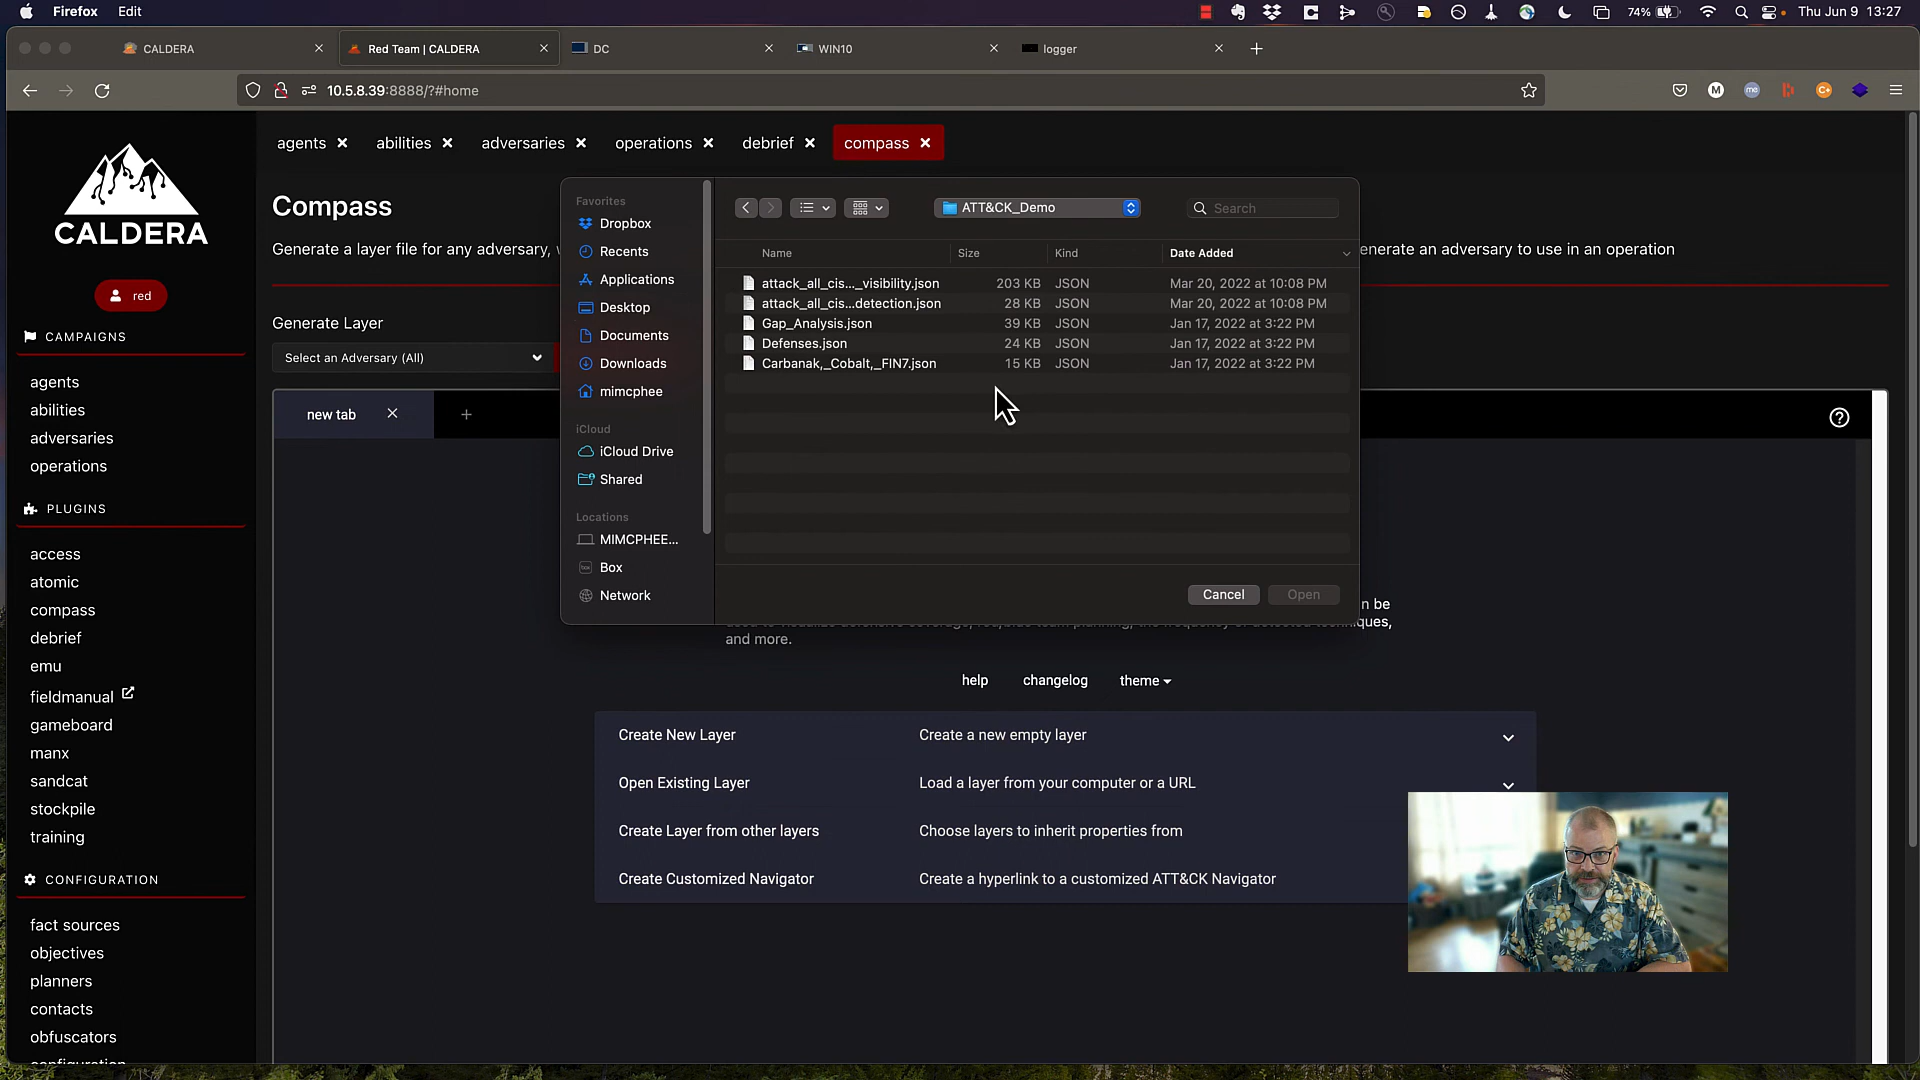 Firefox Edit
74% Thu Jun 9 13:27
CALDERA
Red Team | CALDERA
DC
WIN10
logger
10.5.8.39:8888/?#home
agents
abilities
adversaries
operations
debrief
compass
CALDERA
red
CAMPAIGNS
agents
abilities
adversaries
operations
PLUGINS
access
atomic
compass
debrief
emu
fieldmanual
gameboard
manx
sandcat
stockpile
training
CONFIGURATION
fact sources
objectives
planners
contacts
obfuscators
configuration
Compass
Generate a layer file for any adversary,
enerate an adversary to use in an operation
Generate Layer
Select an Adversary (All)
new tab
Favorites
Dropbox
Recents
Applications
Desktop
Documents
Downloads
mimcphee
iCloud
iCloud Drive
Shared
Locations
MIMCPHEE...
Box
Network
ATT&CK_Demo
Search
Name Size Kind Date Added
attack_all_cis..._visibility.json 203 KB JSON Mar 20, 2022 at 10:08 PM
attack_all_cis...detection.json 28 KB JSON Mar 20, 2022 at 10:08 PM
Gap_Analysis.json 39 KB JSON Jan 17, 2022 at 3:22 PM
Defenses.json 24 KB JSON Jan 17, 2022 at 3:22 PM
Carbanak,_Cobalt,_FIN7.json 15 KB JSON Jan 17, 2022 at 3:22 PM
Cancel
Open
n be
iques,
and more.
help changelog theme
Create New Layer Create a new empty layer
Open Existing Layer Load a layer from your computer or a URL
Create Layer from other layers Choose layers to inherit properties from
Create Customized Navigator Create a hyperlink to a customized ATT&CK Navigator